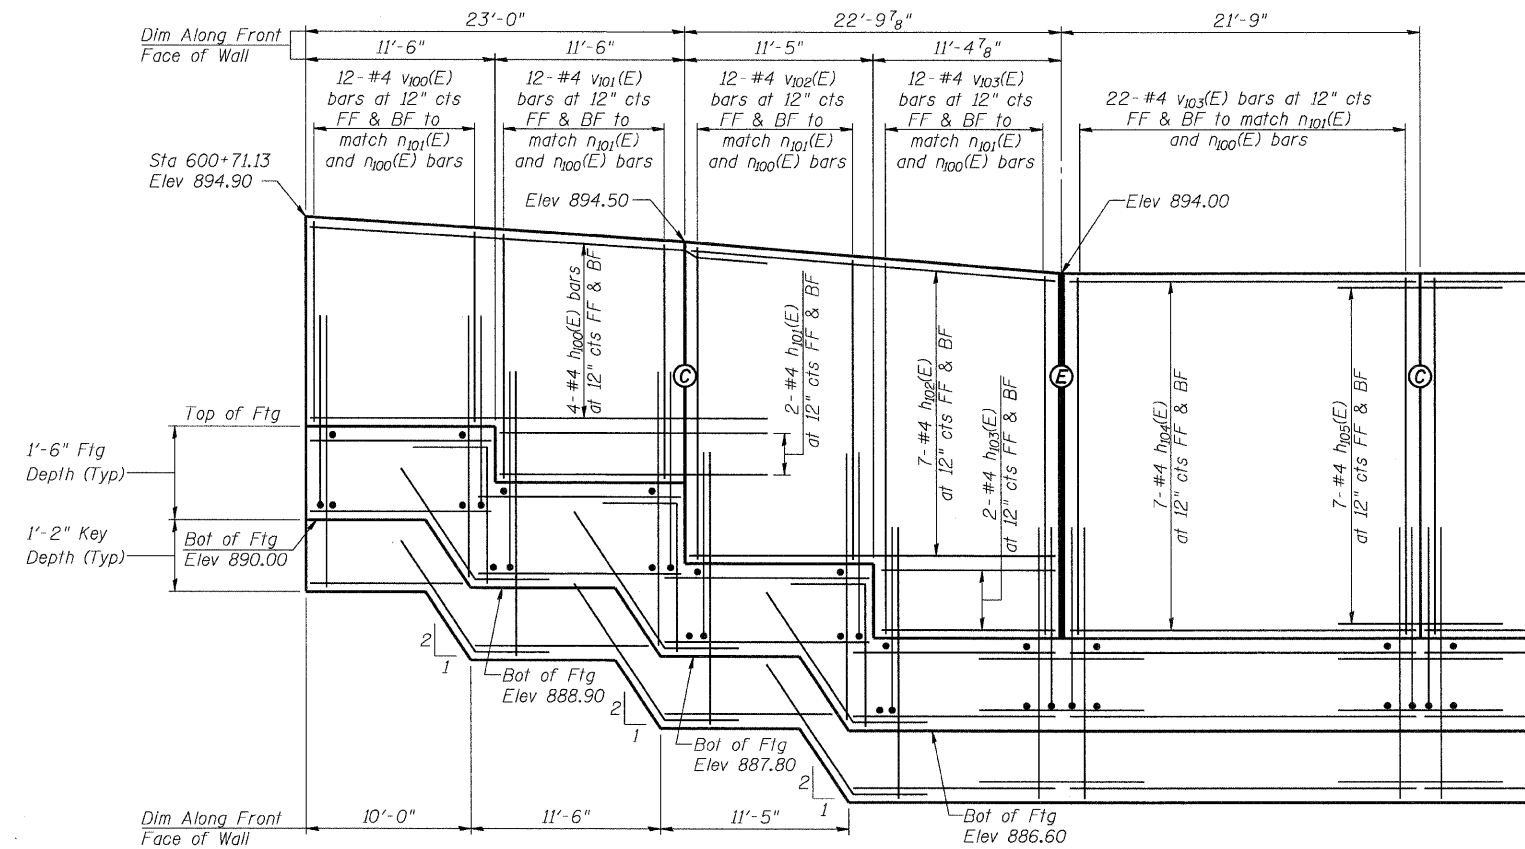 Dim Along Front
Face of Wall
23'-0"
22'-9 7/8"
21'-9"
11'-6"
11'-6"
11'-5"
11'-4 7/8"
12-#4 v100(E)
bars at 12" cts
FF & BF to
match n101(E)
and n100(E) bars
12-#4 v101(E)
bars at 12" cts
FF & BF to
match n101(E)
and n100(E) bars
12-#4 v102(E)
bars at 12" cts
FF & BF to
match n101(E)
and n100(E) bars
12-#4 v103(E)
bars at 12" cts
FF & BF to
match n101(E)
and n100(E) bars
22-#4 v103(E) bars at 12" cts
FF & BF to match n101(E)
and n100(E) bars
Sta 600+71.13
Elev 894.90
Elev 894.50
Elev 894.00
4-#4 h100(E) bars
at 12" cts FF & BF
C
2-#4 h101(E)
at 12" cts FF & BF
7-#4 h102(E)
at 12" cts FF & BF
2-#4 h103(E)
at 12" cts FF & BF
E
7-#4 h104(E)
at 12" cts FF & BF
7-#4 h105(E)
at 12" cts FF & BF
C
Top of Ftg
1'-6" Ftg
Depth (Typ)
1'-2" Key
Depth (Typ)
Bot of Ftg
Elev 890.00
2
1
Bot of Ftg
Elev 888.90
2
1
Bot of Ftg
Elev 887.80
2
1
Bot of Ftg
Elev 886.60
Dim Along Front
Face of Wall
10'-0"
11'-6"
11'-5"